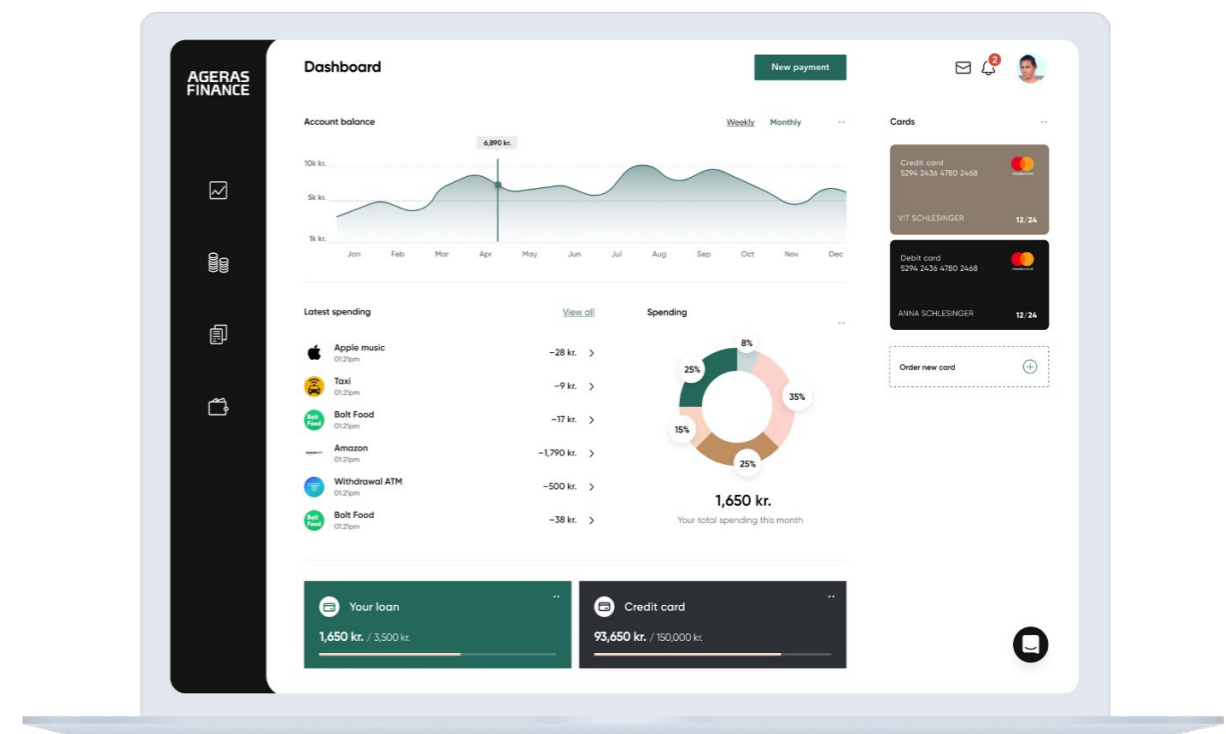 AGERAS
FINANCE
Dashboard
New payment
2
Account balance
Weekly Monthly
6,890 kr.
10k kr.
5k kr.
1k kr.
Jan Feb Mar Apr May Jun Jul Aug Sep Oct Nov Dec
Latest spending
View all
Apple music
01:21pm
-28 kr.
Taxi
01:21pm
-9 kr.
Bolt Food
Bolt Food
01:21pm
-17 kr.
Amazon
01:21pm
-1,790 kr.
Withdrawal ATM
01:21pm
-500 kr.
Bolt Food
Bolt Food
01:21pm
-38 kr.
Spending
8%
25%
35%
15%
25%
1,650 kr.
Your total spending this month
Your loan
1,650 kr. / 3,500 kr.
Credit card
93,650 kr. / 150,000 kr.
Cards
Credit card
5294 2436 4780 2468
VIT SCHLESINGER 12/24
Debit card
5294 2436 4780 2468
ANNA SCHLESINGER 12/24
Order new card